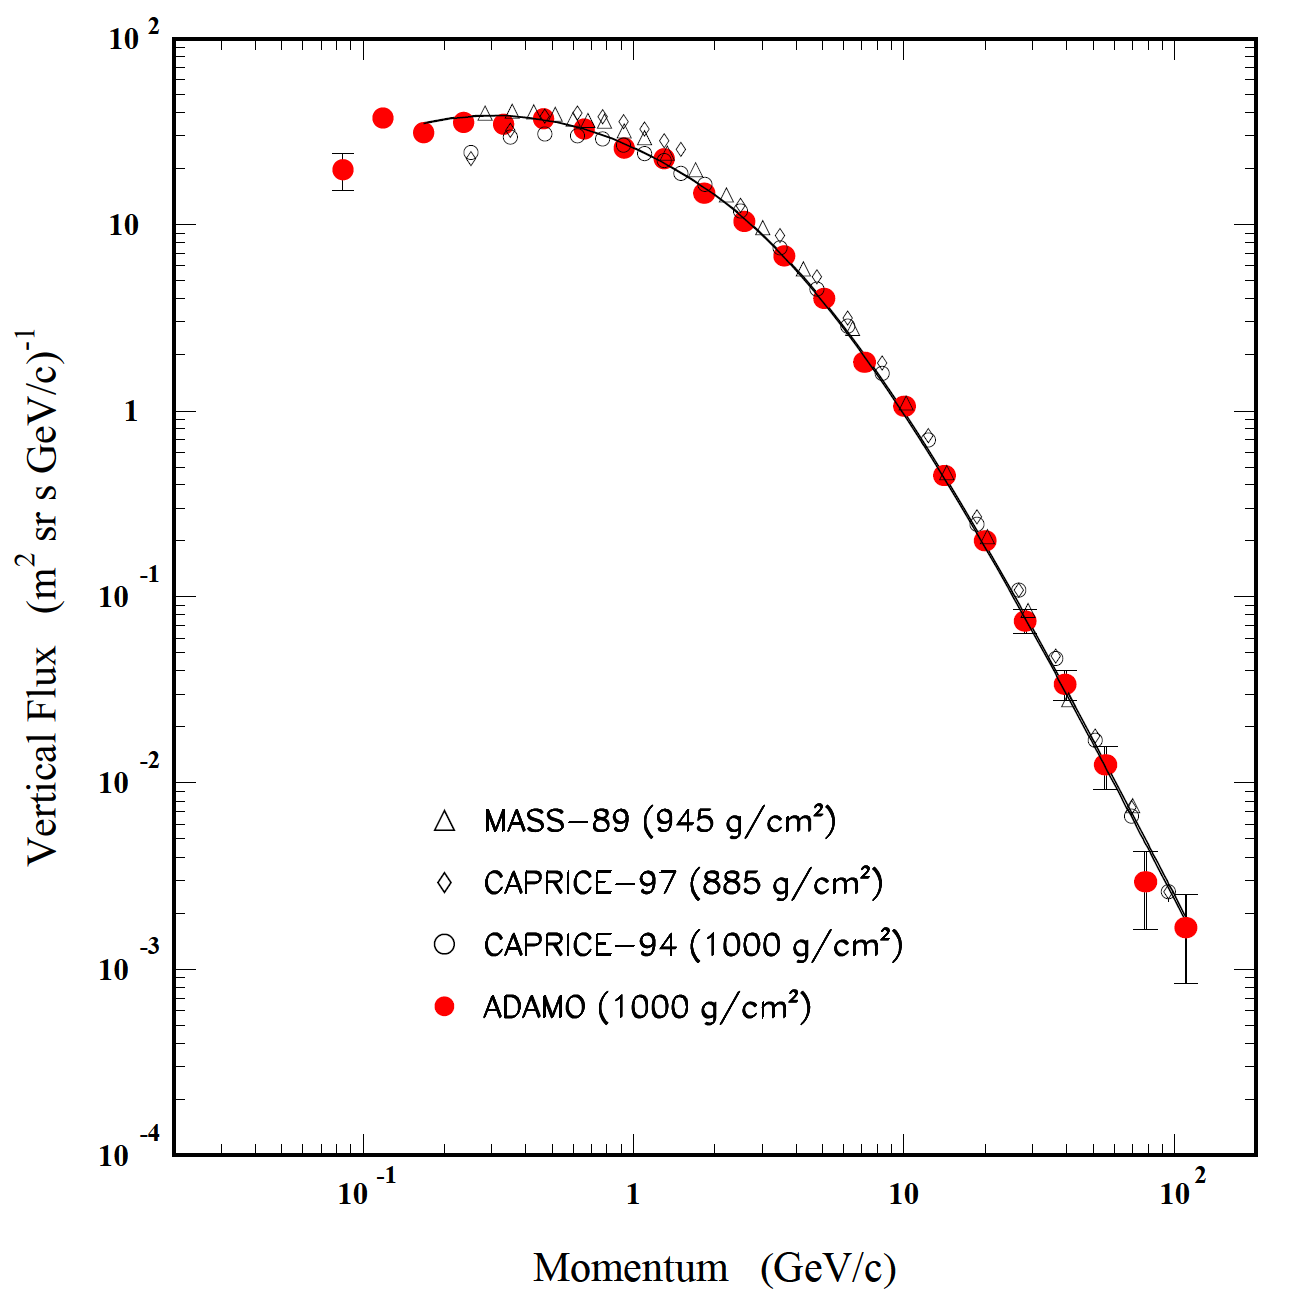 10 2
10
1
10 -1
10 -2
10 -3
10 -4
Vertical Flux (m2 sr s GeV/c)-1
MASS-89 (945 g/cm²)
CAPRICE-97 (885 g/cm²)
CAPRICE-94 (1000 g/cm²)
ADAMO (1000 g/cm²)
10 -1 1 10 10 2
Momentum (GeV/c)